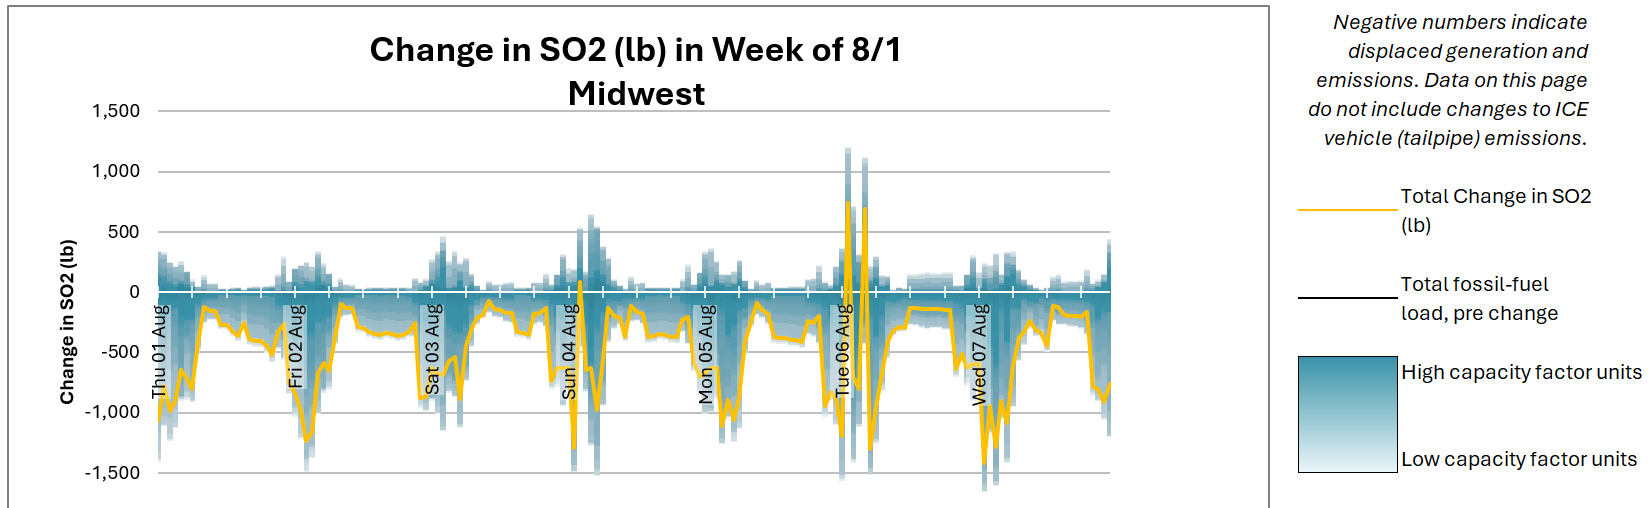 Change in SO2 (lb) in Week of 8/1
Midwest
Change in SO2 (lb)
1,500
1,000
500
0
-500
-1,000
-1,500
Thu 01 Aug
Fri 02 Aug
Sat 03 Aug
Sun 04 Aug
Mon 05 Aug
Tue 06 Aug
Wed 07 Aug
Negative numbers indicate
displaced generation and
emissions. Data on this page
do not include changes to ICE
vehicle (tailpipe) emissions.
Total Change in SO2
(lb)
Total fossil-fuel
load, pre change
High capacity factor units
Low capacity factor units